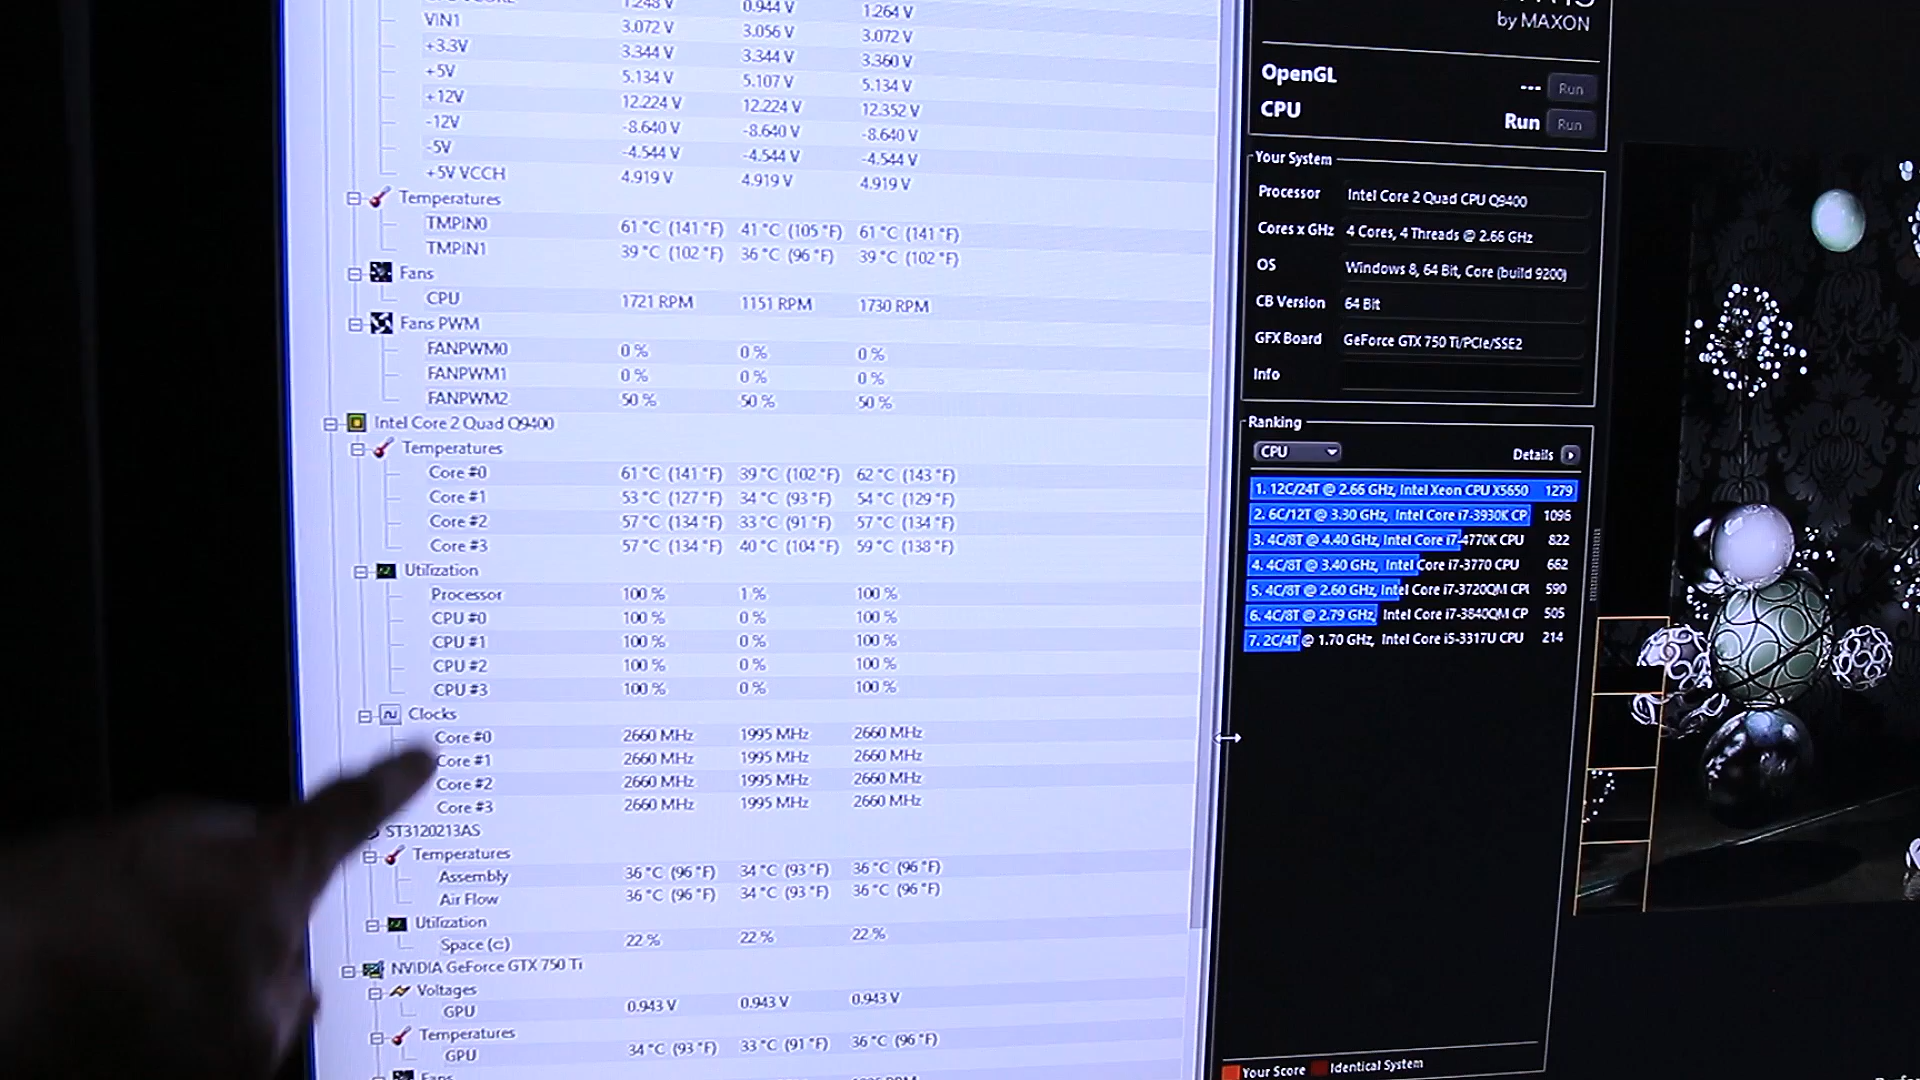 1.248 V 0.944 V 1.264 V
VIN1 3.072 V 3.056 V 3.072 V
+3.3V 3.344 V 3.344 V 3.360 V
+5V 5.134 V 5.107 V 5.134 V
+12V 12.224 V 12.224 V 12.352 V
-12V -8.640 V -8.640 V -8.640 V
-5V -4.544 V -4.544 V -4.544 V
+5V VCCH 4.919 V 4.919 V 4.919 V
Temperatures
TMPIN0 61 °C (141 °F) 41 °C (105 °F) 61 °C (141 °F)
TMPIN1 39 °C (102 °F) 36 °C (96 °F) 39 °C (102 °F)
Fans
CPU 1721 RPM 1151 RPM 1730 RPM
Fans PWM
FANPWM0 0 % 0 % 0 %
FANPWM1 0 % 0 % 0 %
FANPWM2 50 % 50 % 50 %
Intel Core 2 Quad Q9400
Temperatures
Core #0 61 °C (141 °F) 39 °C (102 °F) 62 °C (143 °F)
Core #1 53 °C (127 °F) 34 °C (93 °F) 54 °C (129 °F)
Core #2 57 °C (134 °F) 33 °C (91 °F) 57 °C (134 °F)
Core #3 57 °C (134 °F) 40 °C (104 °F) 59 °C (138 °F)
Utilization
Processor 100 % 1 % 100 %
CPU #0 100 % 0 % 100 %
CPU #1 100 % 0 % 100 %
CPU #2 100 % 0 % 100 %
CPU #3 100 % 0 % 100 %
Clocks
Core #0 2660 MHz 1995 MHz 2660 MHz
Core #1 2660 MHz 1995 MHz 2660 MHz
Core #2 2660 MHz 1995 MHz 2660 MHz
Core #3 2660 MHz 1995 MHz 2660 MHz
ST3120213AS
Temperatures
Assembly 36 °C (96 °F) 34 °C (93 °F) 36 °C (96 °F)
Air Flow 36 °C (96 °F) 34 °C (93 °F) 36 °C (96 °F)
Utilization
Space (c:) 22 % 22 % 22 %
NVIDIA GeForce GTX 750 Ti
Voltages
GPU 0.943 V 0.943 V 0.943 V
Temperatures
GPU 34 °C (93 °F) 33 °C (91 °F) 36 °C (96 °F)
Fans
by MAXON
OpenGL --- Run
CPU Run Run
Your System
Processor Intel Core 2 Quad CPU Q9400
Cores x GHz 4 Cores, 4 Threads @ 2.66 GHz
OS Windows 8, 64 Bit, Core (build 9200)
CB Version 64 Bit
GFX Board GeForce GTX 750 Ti/PCIe/SSE2
Info
Ranking
CPU Details
1. 12C/24T @ 2.66 GHz, Intel Xeon CPU X5650 1279
2. 6C/12T @ 3.30 GHz, Intel Core i7-3930K CP 1096
3. 4C/8T @ 4.40 GHz, Intel Core i7-4770K CPU 822
4. 4C/8T @ 3.40 GHz, Intel Core i7-3770 CPU 662
5. 4C/8T @ 2.60 GHz, Intel Core i7-3720QM CPU 590
6. 4C/8T @ 2.79 GHz, Intel Core i7-3840QM CP 505
7. 2C/4T @ 1.70 GHz, Intel Core i5-3317U CPU 214
Your Score Identical System